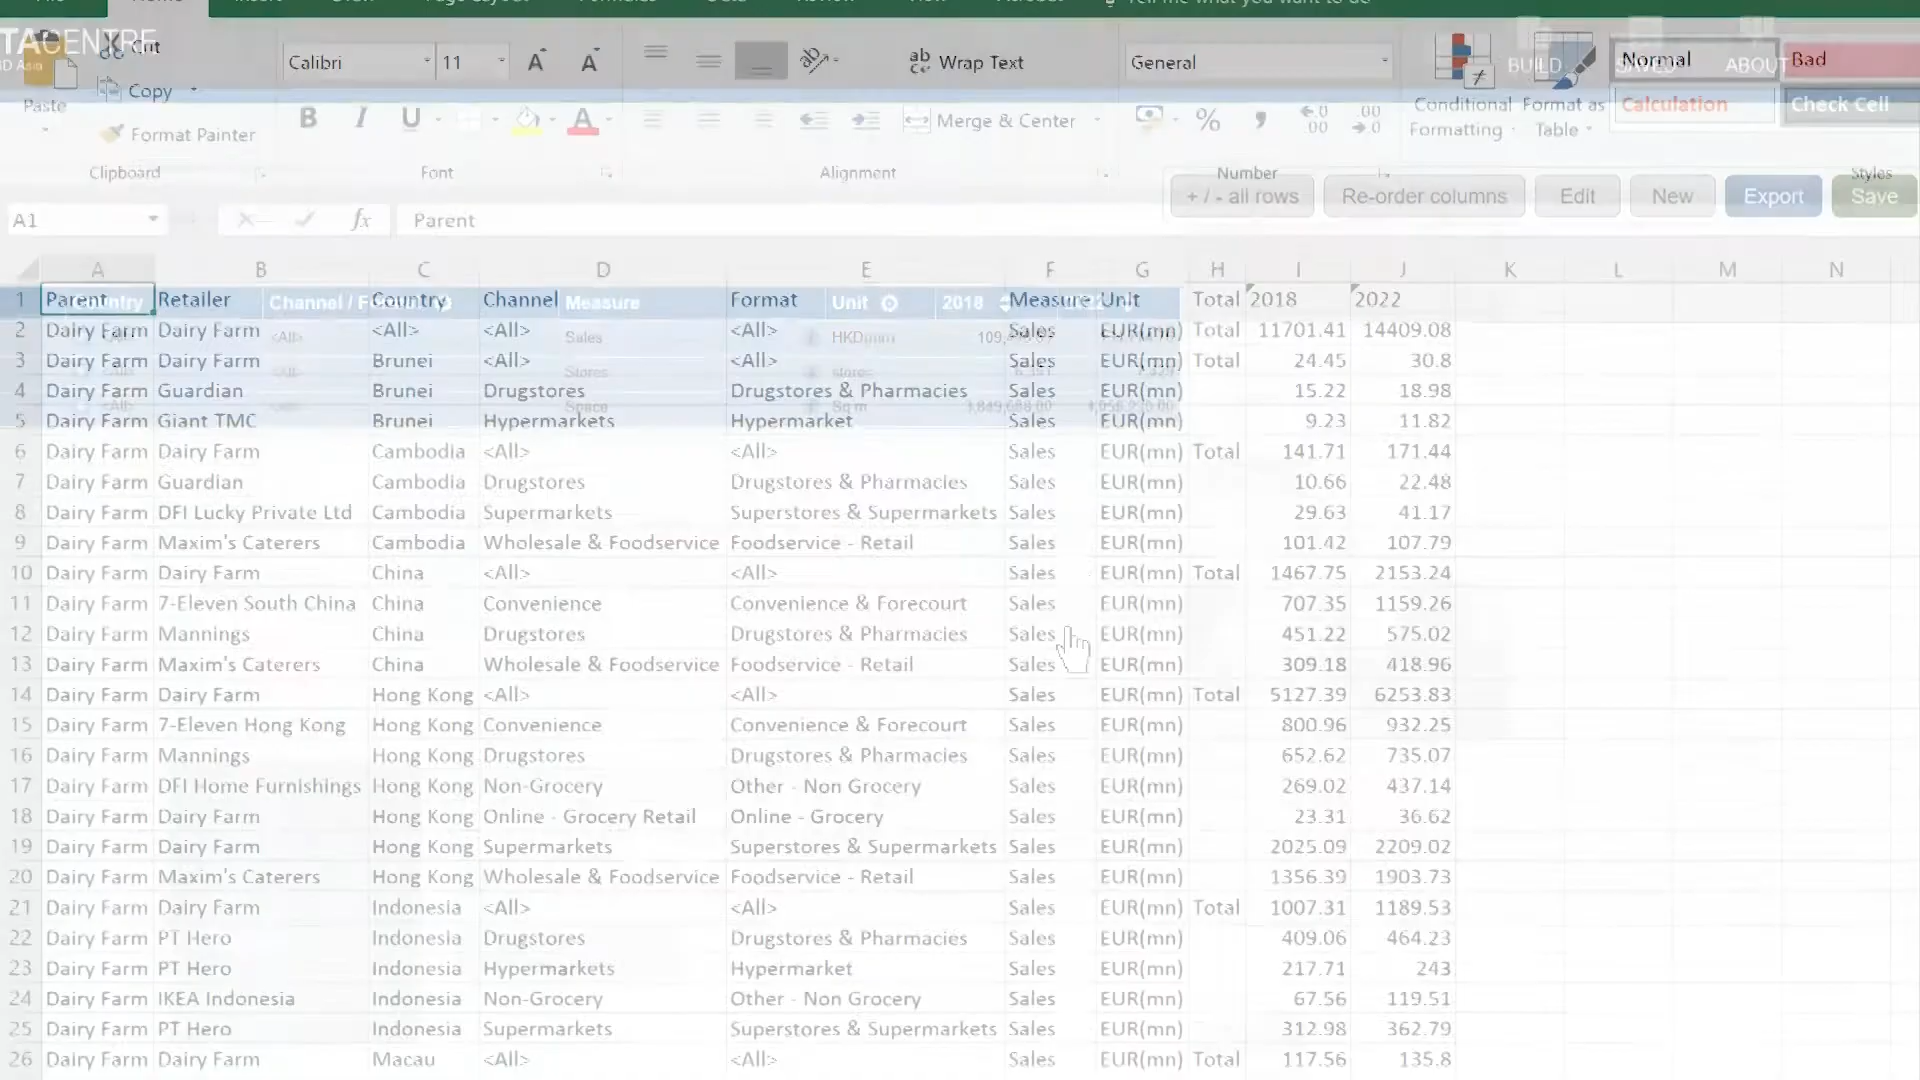 TACENTRE
Cut
Calibri 11 Wrap Text General
BUILD SAVED ABOUT
Normal Bad
Copy
Paste
Format Painter
B I U A Merge & Center %
Conditional Formatting
Format as Table
Calculation Check Cell
Clipboard Font Alignment Number Styles
+ / - all rows Re-order columns Edit New Export Save
A1 fx Parent
A B C D E F G H I J K L M N
Country Channel / F Measure Unit 2018
1 Parent Retailer Country Channel Format Measure Unit Total 2018 2022
2 Dairy Farm Dairy Farm <All> <All> <All> Sales EUR(mn) Total 11701.41 14409.08
<All> Sales HKD
3 Dairy Farm Dairy Farm Brunei <All> <All> Sales EUR(mn) Total 24.45 30.8
Stores
4 Dairy Farm Guardian Brunei Drugstores Drugstores & Pharmacies Sales EUR(mn) 15.22 18.98
Space Sq m
5 Dairy Farm Giant TMC Brunei Hypermarkets Hypermarket Sales EUR(mn) 9.23 11.82
6 Dairy Farm Dairy Farm Cambodia <All> <All> Sales EUR(mn) Total 141.71 171.44
7 Dairy Farm Guardian Cambodia Drugstores Drugstores & Pharmacies Sales EUR(mn) 10.66 22.48
8 Dairy Farm DFI Lucky Private Ltd Cambodia Supermarkets Superstores & Supermarkets Sales EUR(mn) 29.63 41.17
9 Dairy Farm Maxim's Caterers Cambodia Wholesale & Foodservice Foodservice - Retail Sales EUR(mn) 101.42 107.79
10 Dairy Farm Dairy Farm China <All> <All> Sales EUR(mn) Total 1467.75 2153.24
11 Dairy Farm 7-Eleven South China China Convenience Convenience & Forecourt Sales EUR(mn) 707.35 1159.26
12 Dairy Farm Mannings China Drugstores Drugstores & Pharmacies Sales EUR(mn) 451.22 575.02
13 Dairy Farm Maxim's Caterers China Wholesale & Foodservice Foodservice - Retail Sales EUR(mn) 309.18 418.96
14 Dairy Farm Dairy Farm Hong Kong <All> <All> Sales EUR(mn) Total 5127.39 6253.83
15 Dairy Farm 7-Eleven Hong Kong Hong Kong Convenience Convenience & Forecourt Sales EUR(mn) 800.96 932.25
16 Dairy Farm Mannings Hong Kong Drugstores Drugstores & Pharmacies Sales EUR(mn) 652.62 735.07
17 Dairy Farm DFI Home Furnishings Hong Kong Non-Grocery Other - Non Grocery Sales EUR(mn) 269.02 437.14
18 Dairy Farm Dairy Farm Hong Kong Online - Grocery Retail Online - Grocery Sales EUR(mn) 23.31 36.62
19 Dairy Farm Dairy Farm Hong Kong Supermarkets Superstores & Supermarkets Sales EUR(mn) 2025.09 2209.02
20 Dairy Farm Maxim's Caterers Hong Kong Wholesale & Foodservice Foodservice - Retail Sales EUR(mn) 1356.39 1903.73
21 Dairy Farm Dairy Farm Indonesia <All> <All> Sales EUR(mn) Total 1007.31 1189.53
22 Dairy Farm PT Hero Indonesia Drugstores Drugstores & Pharmacies Sales EUR(mn) 409.06 464.23
23 Dairy Farm PT Hero Indonesia Hypermarkets Hypermarket Sales EUR(mn) 217.71 243
24 Dairy Farm IKEA Indonesia Indonesia Non-Grocery Other - Non Grocery Sales EUR(mn) 67.56 119.51
25 Dairy Farm PT Hero Indonesia Supermarkets Superstores & Supermarkets Sales EUR(mn) 312.98 362.79
26 Dairy Farm Dairy Farm Macau <All> <All> Sales EUR(mn) Total 117.56 135.8